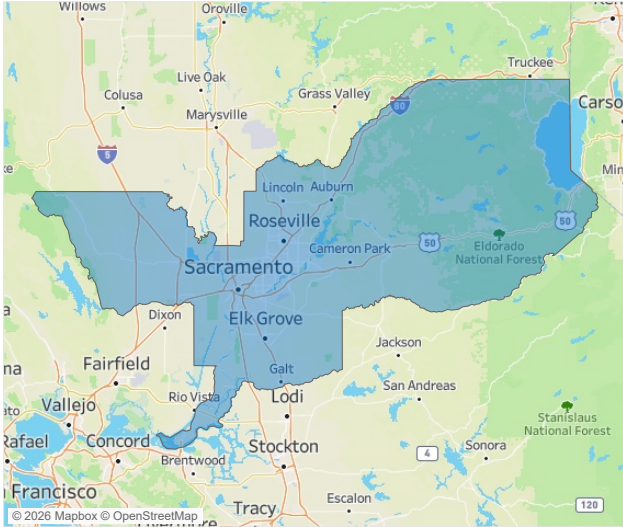 Willows
Oroville
Live Oak
Colusa
Truckee
Grass Valley
80
Marysville
Carso
5
Min
Lincoln
Auburn
Roseville
50
Cameron Park
50
Eldorado
National Forest
Sacramento
Dixon
Elk Grove
Jackson
Fairfield
Galt
San Andreas
Rio Vista
Lodi
Vallejo
Stanislaus
National Forest
Rafael
Concord
Stockton
4
Sonora
Brentwood
Francisco
Tracy
Escalon
120
© 2026 Mapbox © OpenStreetMap